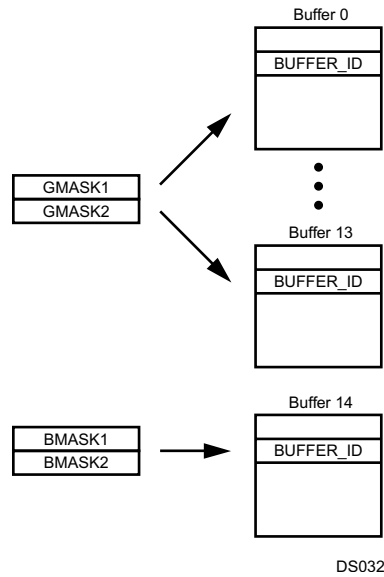 Buffer 0
BUFFER_ID
GMASK1
GMASK2
Buffer 13
BUFFER_ID
Buffer 14
BMASK1
BUFFER_ID
BMASK2
DS032